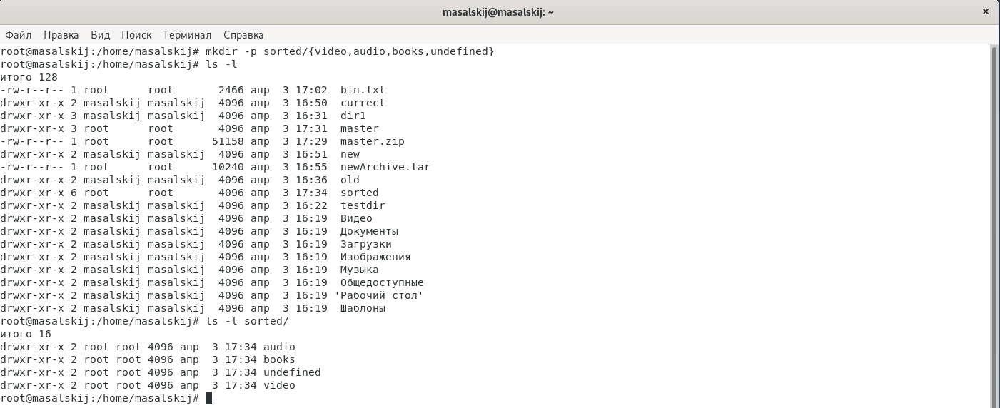 masalskij@masalskij: ~
×
Файл Правка Вид Поиск Терминал Справка
root@masalskij:/home/masalskij# mkdir -p sorted/{video,audio,books,undefined}
root@masalskij:/home/masalskij# ls -l
итого 128
-rw-r--r-- 1 root      root       2466 апр  3 17:02  bin.txt
drwxr-xr-x 2 masalskij masalskij  4096 апр  3 16:50  currect
drwxr-xr-x 3 masalskij masalskij  4096 апр  3 16:31  dir1
drwxr-xr-x 3 root      root       4096 апр  3 17:31  master
-rw-r--r-- 1 root      root      51158 апр  3 17:29  master.zip
drwxr-xr-x 2 masalskij masalskij  4096 апр  3 16:51  new
-rw-r--r-- 1 root      root      10240 апр  3 16:55  newArchive.tar
drwxr-xr-x 2 masalskij masalskij  4096 апр  3 16:36  old
drwxr-xr-x 6 root      root       4096 апр  3 17:34  sorted
drwxr-xr-x 2 masalskij masalskij  4096 апр  3 16:22  testdir
drwxr-xr-x 2 masalskij masalskij  4096 апр  3 16:19  Видео
drwxr-xr-x 2 masalskij masalskij  4096 апр  3 16:19  Документы
drwxr-xr-x 2 masalskij masalskij  4096 апр  3 16:19  Загрузки
drwxr-xr-x 2 masalskij masalskij  4096 апр  3 16:19  Изображения
drwxr-xr-x 2 masalskij masalskij  4096 апр  3 16:19  Музыка
drwxr-xr-x 2 masalskij masalskij  4096 апр  3 16:19  Общедоступные
drwxr-xr-x 2 masalskij masalskij  4096 апр  3 16:19 'Рабочий стол'
drwxr-xr-x 2 masalskij masalskij  4096 апр  3 16:19  Шаблоны
root@masalskij:/home/masalskij# ls -l sorted/
итого 16
drwxr-xr-x 2 root root 4096 апр  3 17:34 audio
drwxr-xr-x 2 root root 4096 апр  3 17:34 books
drwxr-xr-x 2 root root 4096 апр  3 17:34 undefined
drwxr-xr-x 2 root root 4096 апр  3 17:34 video
root@masalskij:/home/masalskij#